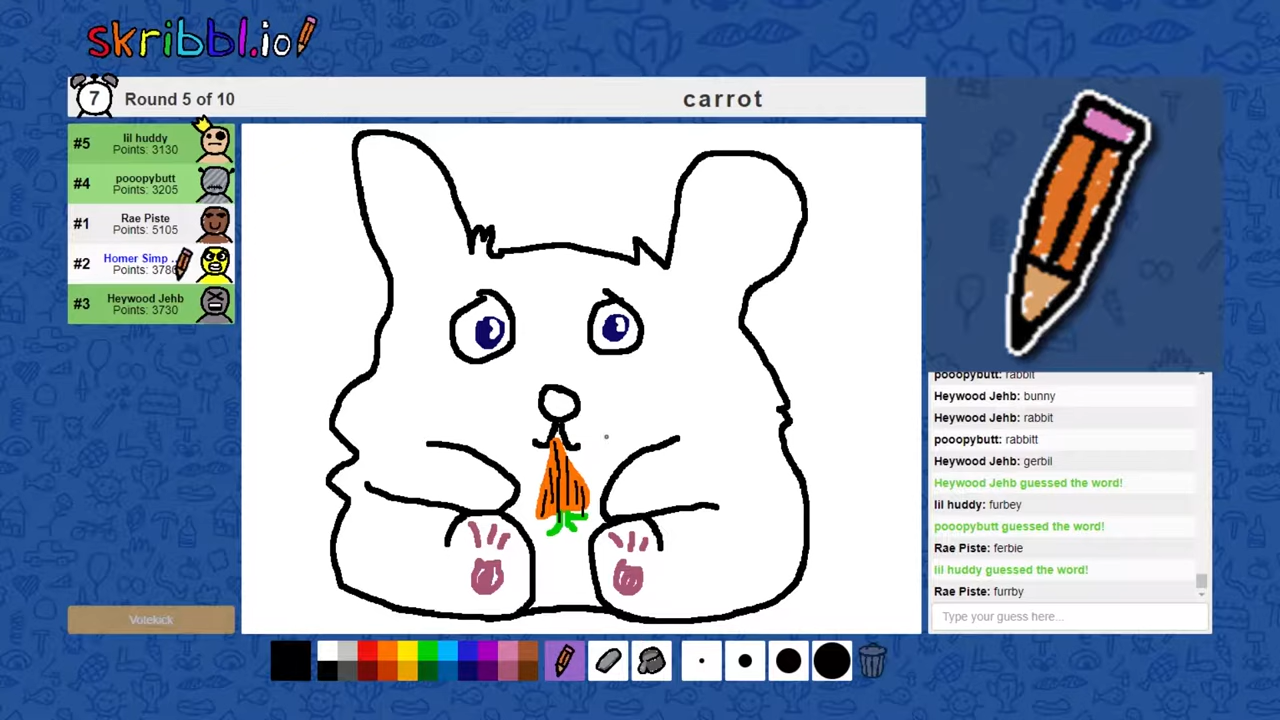 skribbl.io
7
Round 5 of 10
carrot
#5
lil huddy
Points: 3130
#4
pooopybutt
Points: 3205
#1
Rae Piste
Points: 5105
#2
Homer Simp ..
Points: 3786
#3
Heywood Jehb
Points: 3730
Votekick
pooopybutt: rabbit
Heywood Jehb: bunny
Heywood Jehb: rabbit
pooopybutt: rabbitt
Heywood Jehb: gerbil
Heywood Jehb guessed the word!
lil huddy: furbey
pooopybutt guessed the word!
Rae Piste: ferbie
lil huddy guessed the word!
Rae Piste: furrby
Type your guess here...